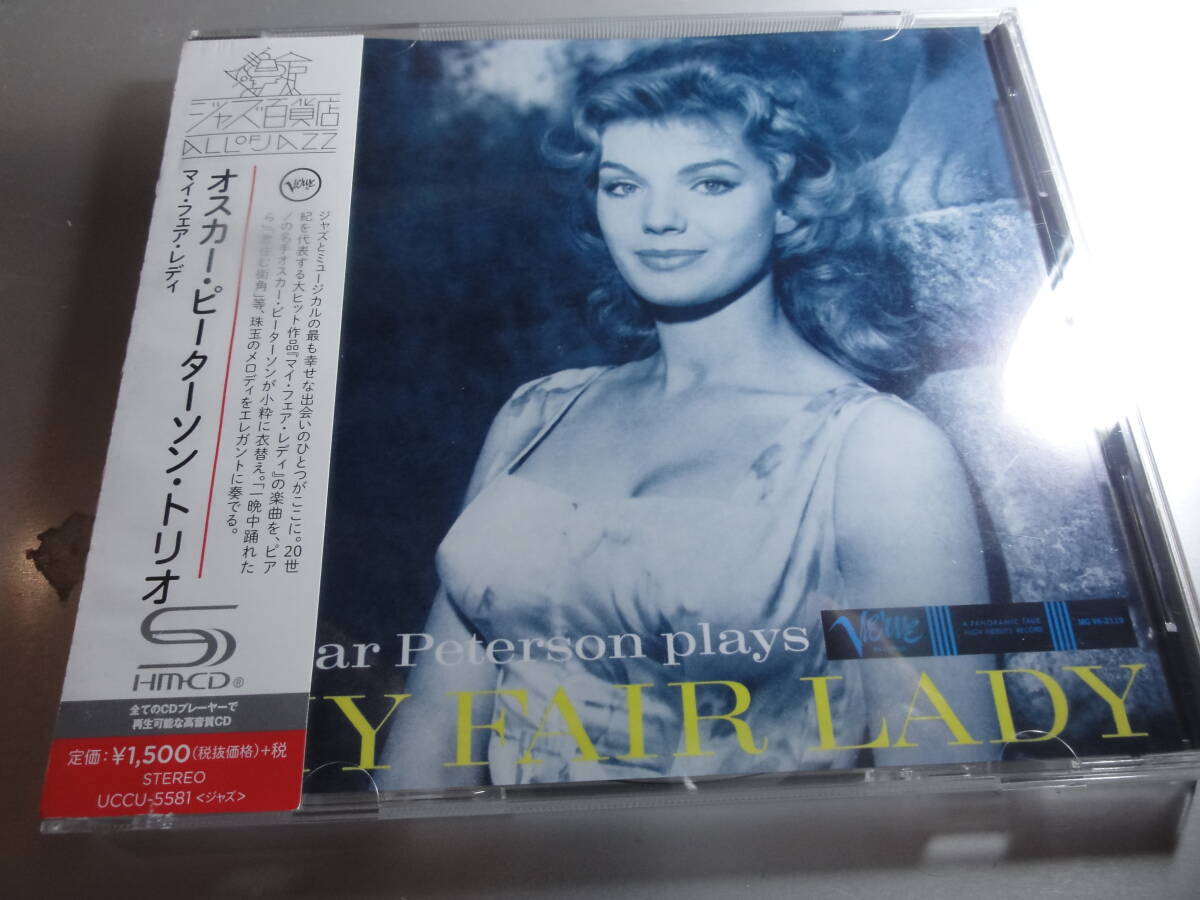 ジャズ百貨店
ALL OF JAZZ
Verve
オスカー・ピーターソン・トリオ
マイ・フェア・レディ
ジャズとミュージカルの最も幸せな出会いのひとつがここに。20世
紀を代表する大ヒット作品『マイ・フェア・レディ』の楽曲を、ピア
ノの名手オスカー・ピーターソンが小粋に衣替え。「一晩中踊れた
ら」「君住む街角」等、珠玉のメロディをエレガントに奏でる。
SHM-CD®
全てのCDプレーヤーで
再生可能な高音質CD
定価:¥1,500(税抜価格)+税
STEREO
UCCU-5581<ジャズ>
ar Peterson plays
Verve
A PANORAMIC TRUE
HIGH FIDELITY RECORD
MG V6-2119
MY FAIR LADY